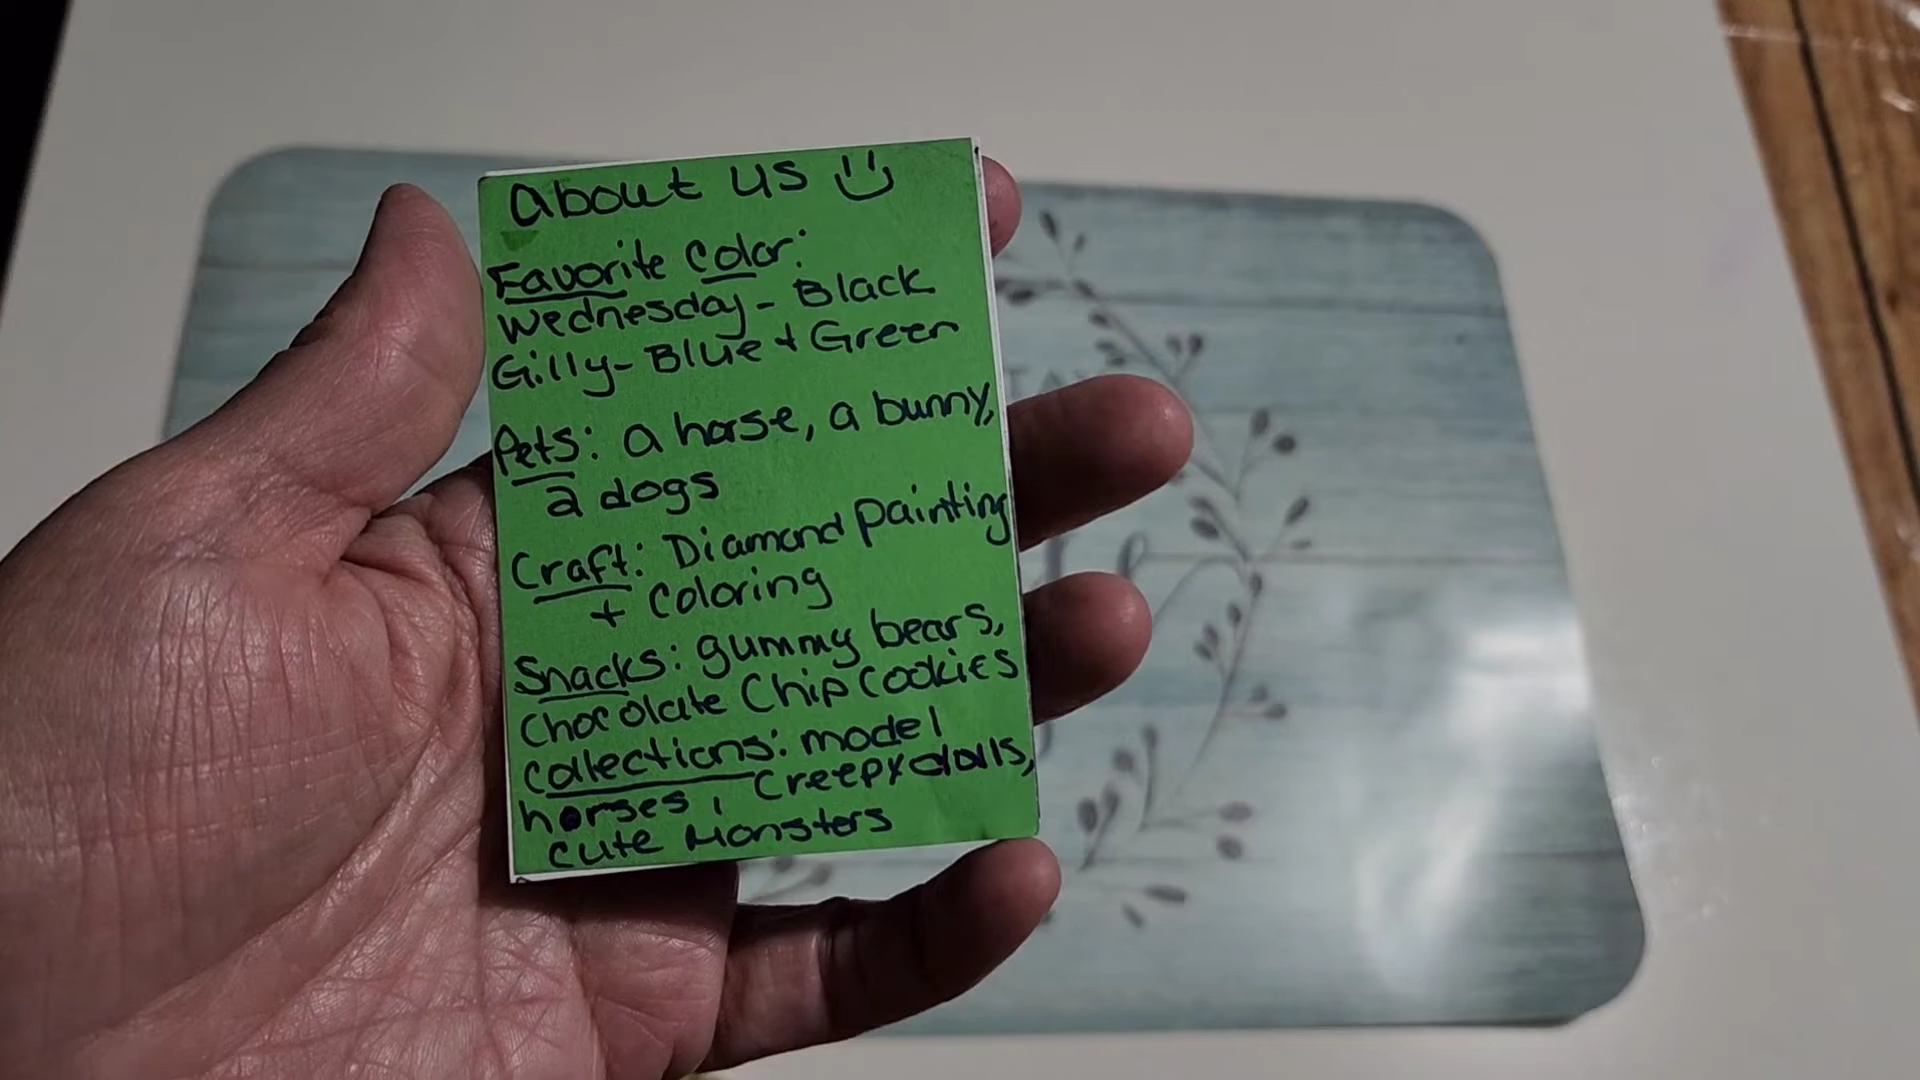 About us
Favorite Color:
Wednesday - Black
Gilly - Blue + Green
Pets: a horse, a bunny,
2 dogs
Craft: Diamond painting
+ Coloring
Snacks: gummy bears,
Chocolate Chip Cookies
Collections: model
horses, Creepy dolls,
Cute Monsters